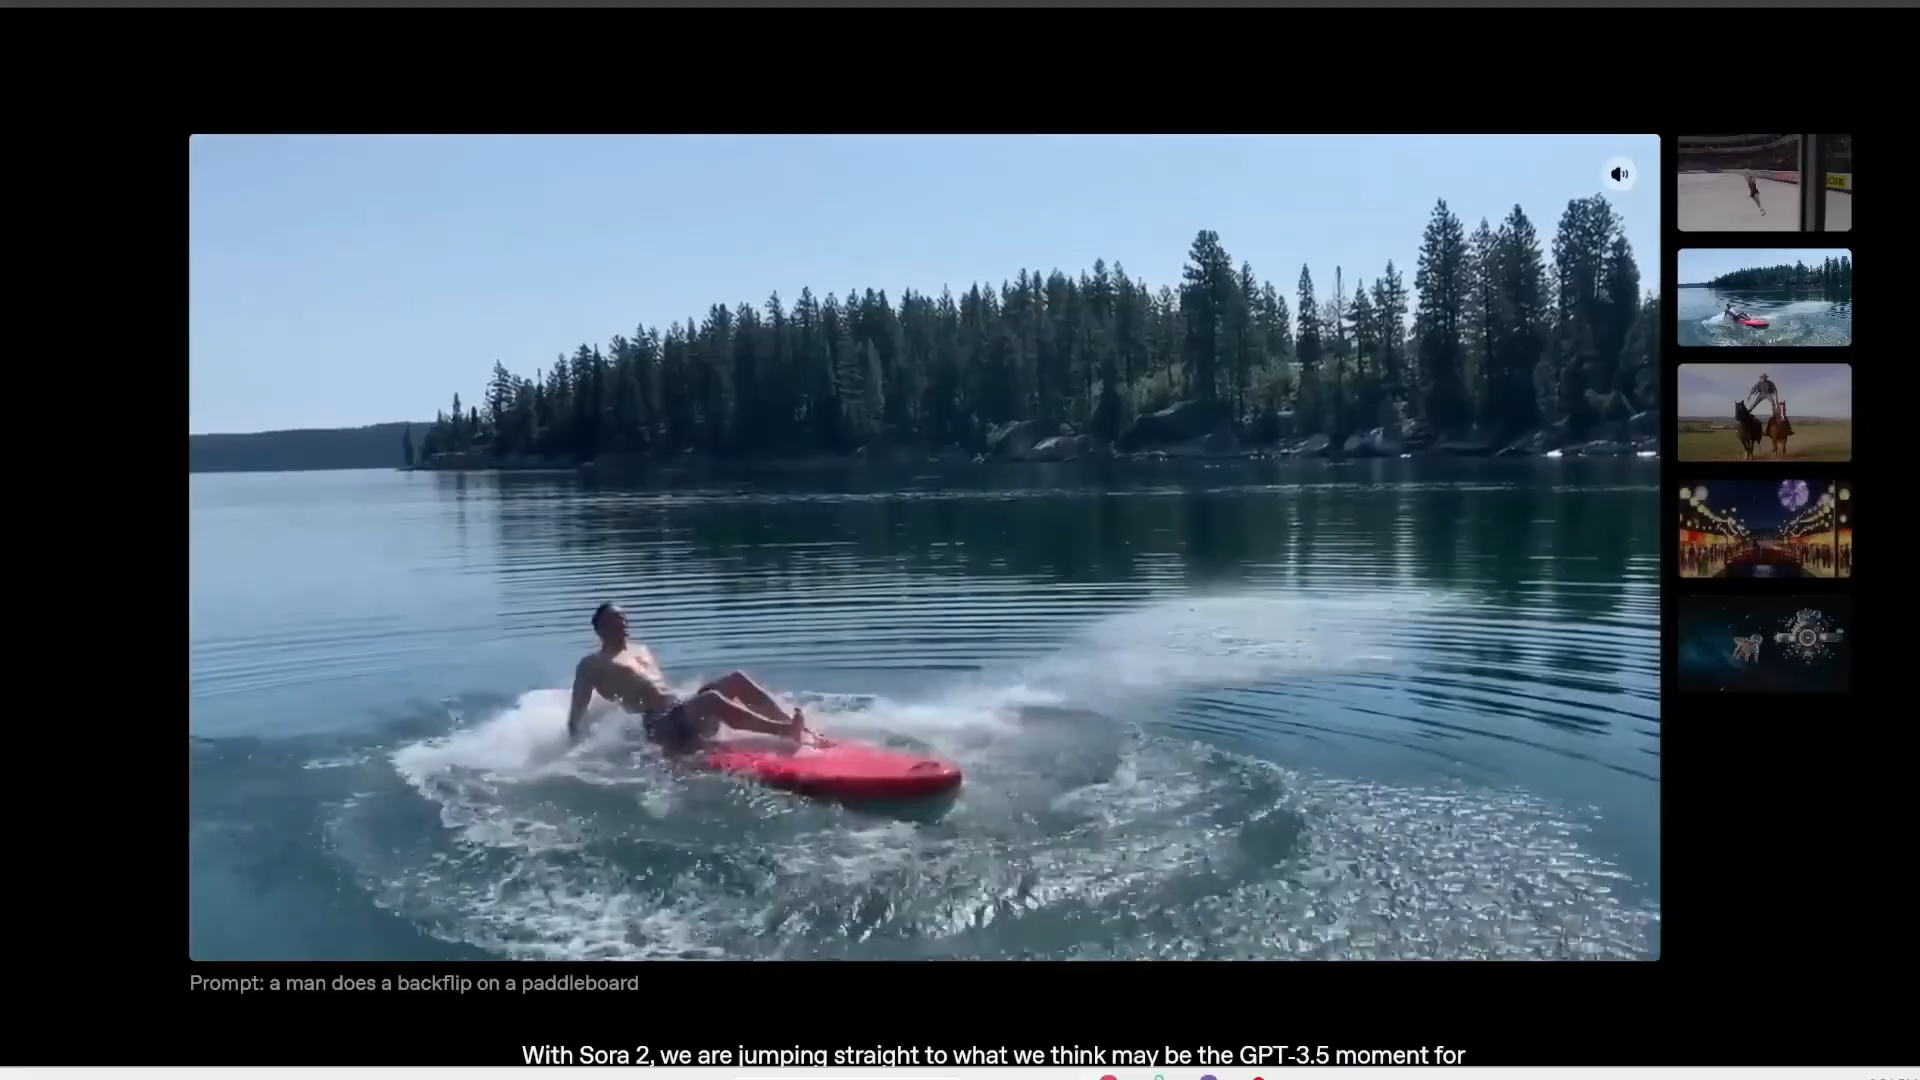 Prompt: a man does a backflip on a paddleboard
With Sora 2, we are jumping straight to what we think may be the GPT-3.5 moment for